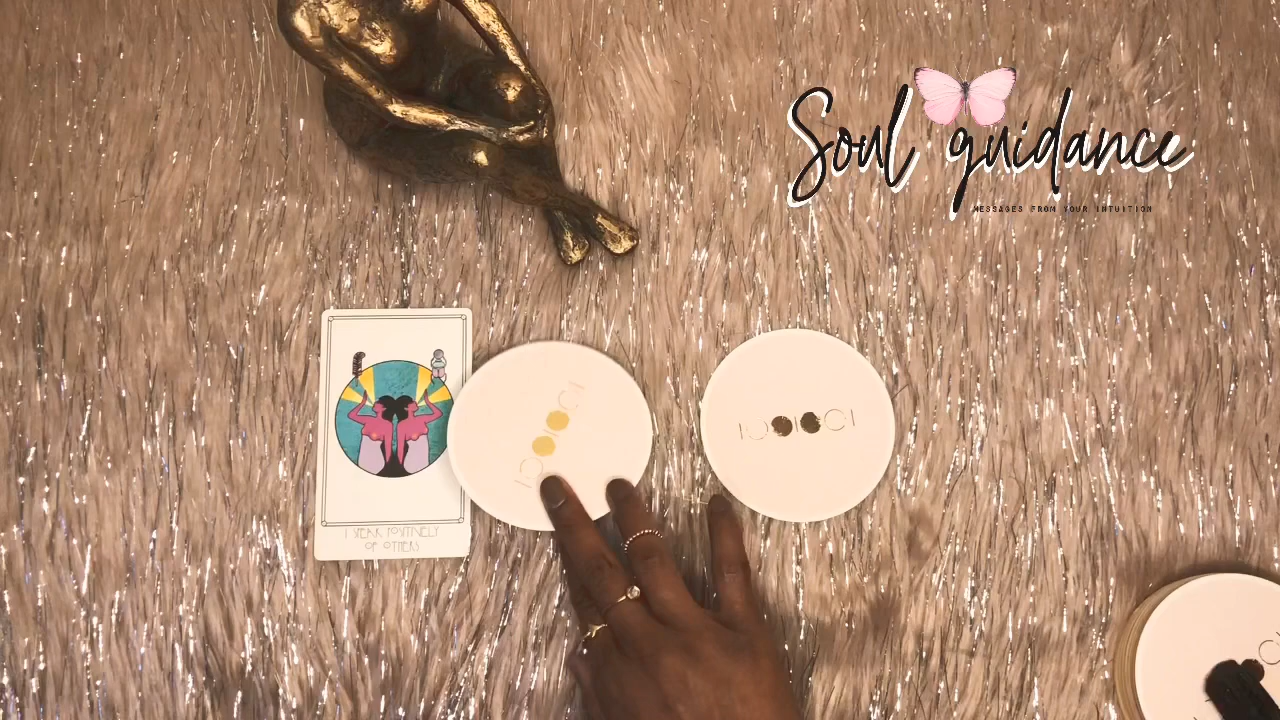 Soul guidance
MESSAGES FROM YOUR INTUITION
I SPEAK POSITIVELY
OF OTHERS